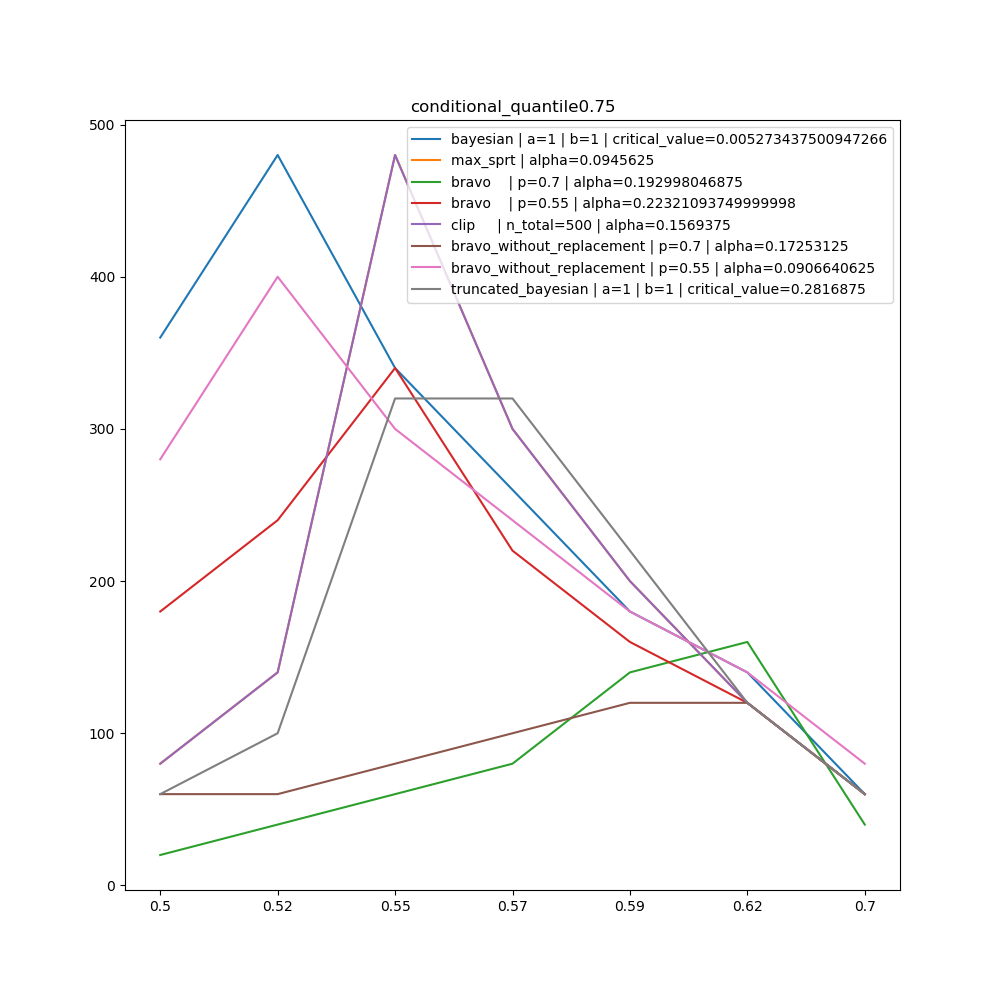 conditional_quantile0.75
500
400
300
200
100
0
bayesian | a=1 | b=1 | critical_value=0.005273437500947266
max_sprt | alpha=0.0945625
bravo    | p=0.7 | alpha=0.192998046875
bravo    | p=0.55 | alpha=0.22321093749999998
clip     | n_total=500 | alpha=0.1569375
bravo_without_replacement | p=0.7 | alpha=0.17253125
bravo_without_replacement | p=0.55 | alpha=0.0906640625
truncated_bayesian | a=1 | b=1 | critical_value=0.2816875
0.5 0.52 0.55 0.57 0.59 0.62 0.7